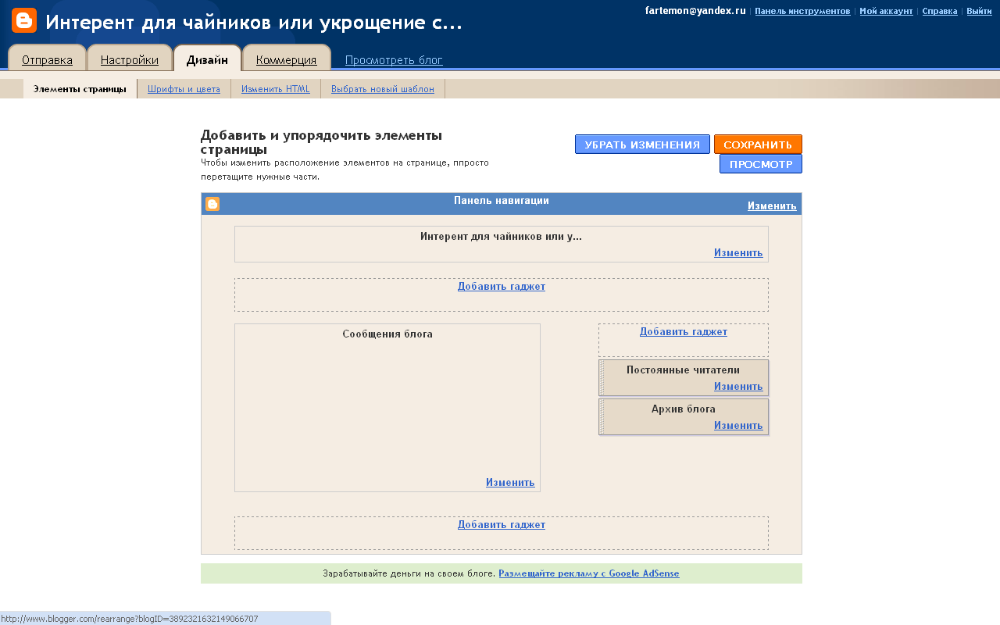 Интерент для чайников или укрощение с...
fartemon@yandex.ru | Панель инструментов | Мой аккаунт | Справка | Выйти
Отправка Настройки Дизайн Коммерция Просмотреть блог
Элементы страницы Шрифты и цвета Изменить HTML Выбрать новый шаблон
Добавить и упорядочить элементы
страницы
Чтобы изменить расположение элементов на странице, ппросто
перетащите нужные части.
УБРАТЬ ИЗМЕНЕНИЯ СОХРАНИТЬ
ПРОСМОТР
Панель навигации
Изменить
Интерент для чайников или у...
Изменить
Добавить гаджет
Сообщения блога
Изменить
Добавить гаджет
Постоянные читатели
Изменить
Архив блога
Изменить
Добавить гаджет
Зарабатывайте деньги на своем блоге. Размещайте рекламу с Google AdSense
http://www.blogger.com/rearrange?blogID=3892321632149066707